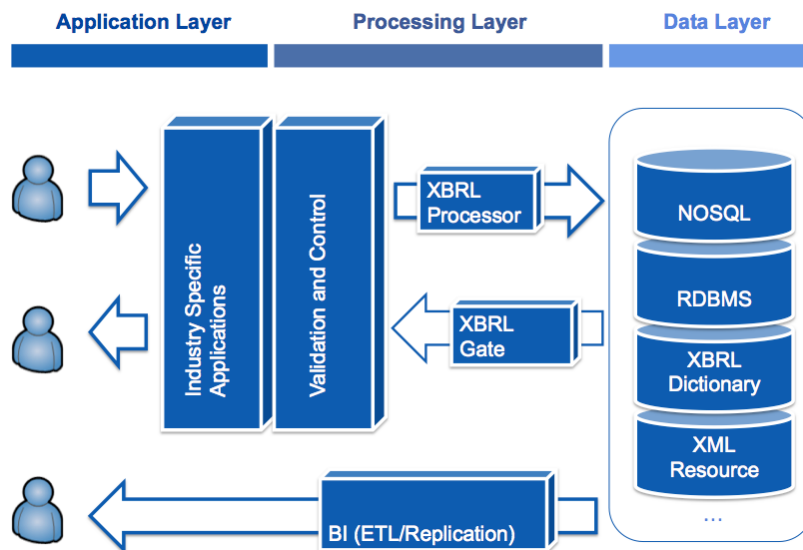 Application Layer
Processing Layer
Data Layer
Industry Specific
Applications
Validation and Control
XBRL
Processor
XBRL
Gate
NOSQL
RDBMS
XBRL
Dictionary
XML
Resource
...
BI (ETL/Replication)